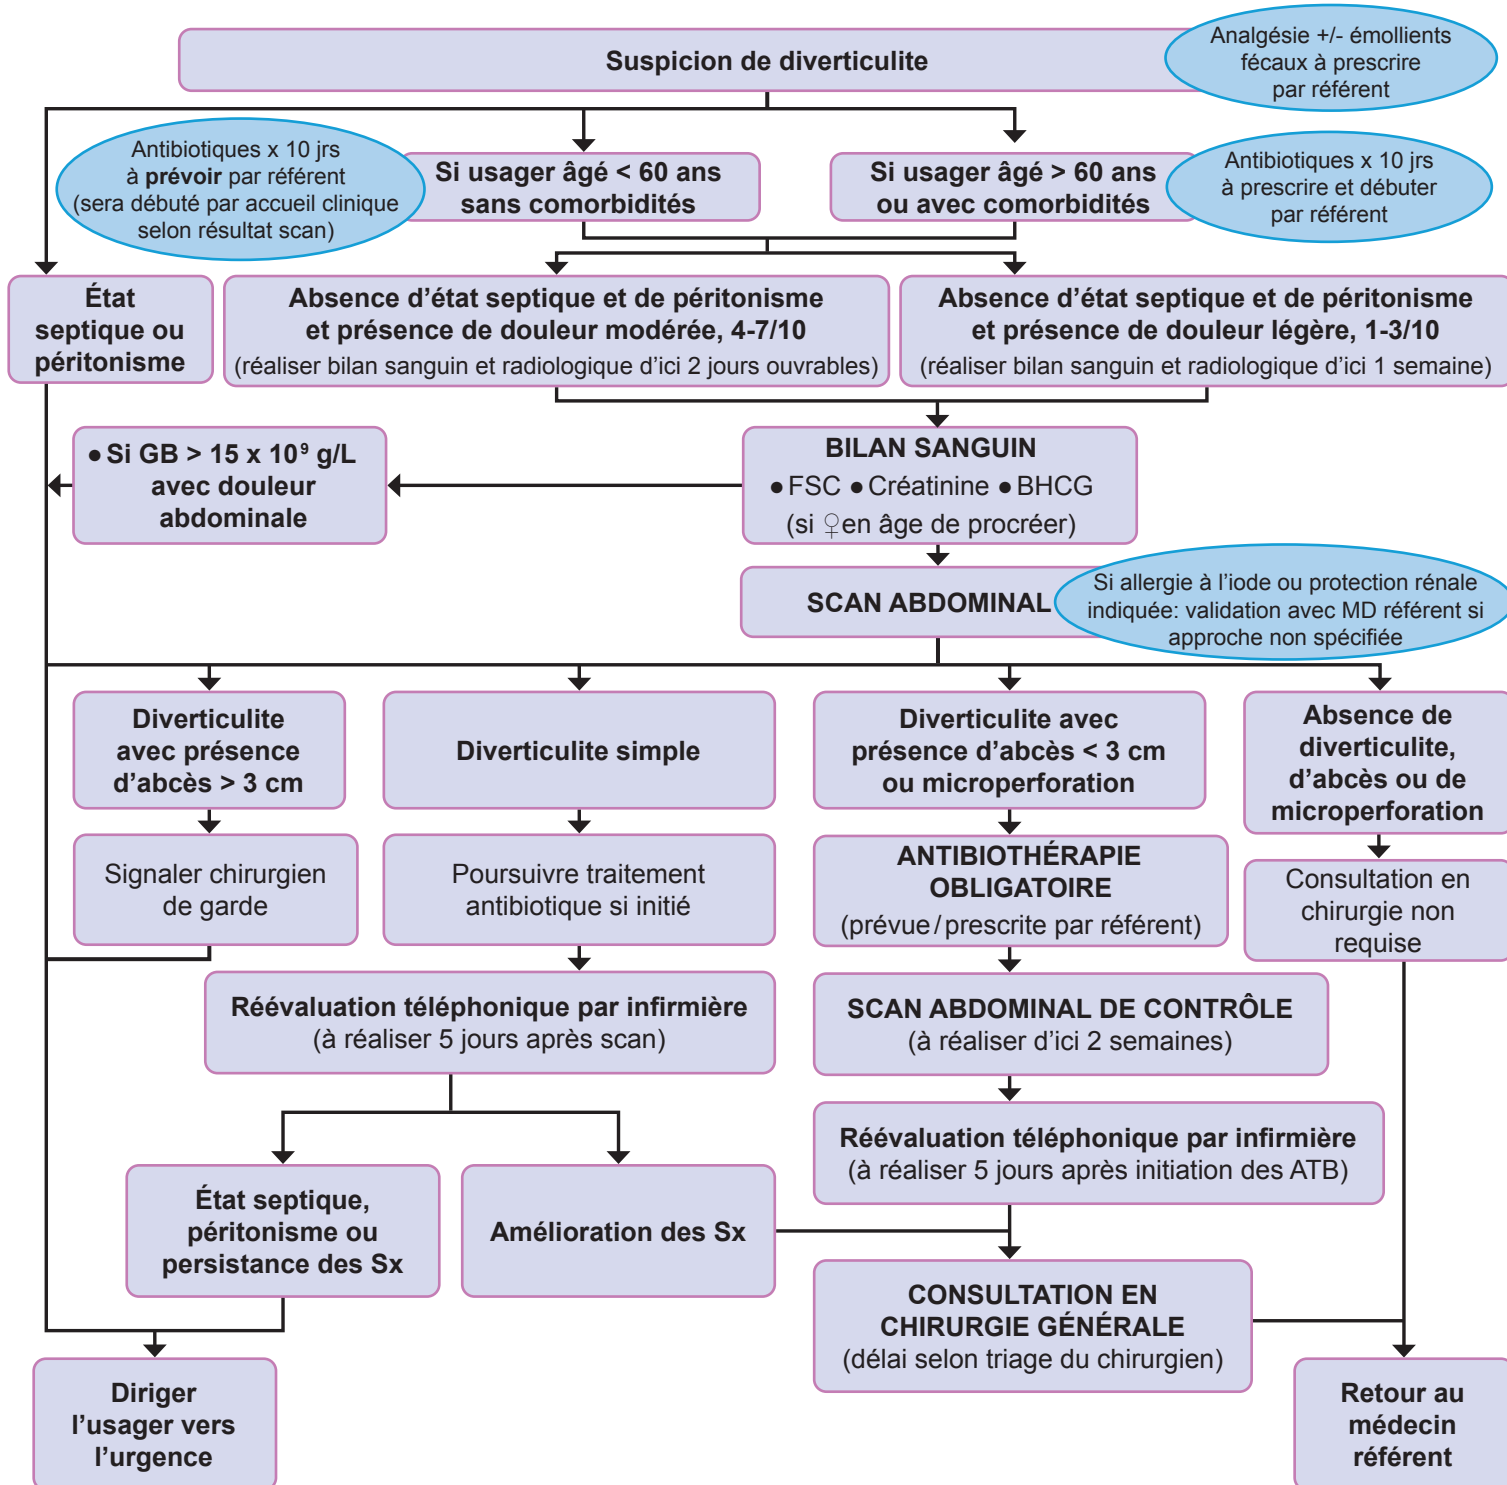 Suspicion de diverticulite
Analgésie +/- émollients
fécaux à prescrire
par référent
Antibiotiques x 10 jrs
à prévoir par référent
(sera débuté par accueil clinique
selon résultat scan)
Si usager âgé < 60 ans
sans comorbidités
Si usager âgé > 60 ans
ou avec comorbidités
Antibiotiques x 10 jrs
à prescrire et débuter
par référent
État
septique ou
péritonisme
Absence d'état septique et de péritonisme
et présence de douleur modérée, 4-7/10
(réaliser bilan sanguin et radiologique d'ici 2 jours ouvrables)
Absence d'état septique et de péritonisme
et présence de douleur légère, 1-3/10
(réaliser bilan sanguin et radiologique d'ici 1 semaine)
● Si GB > 15 x 10⁹ g/L
avec douleur
abdominale
BILAN SANGUIN
● FSC ● Créatinine ● BHCG
(si ♀en âge de procréer)
SCAN ABDOMINAL
Si allergie à l'iode ou protection rénale
indiquée: validation avec MD référent si
approche non spécifiée
Diverticulite
avec présence
d'abcès > 3 cm
Diverticulite simple
Diverticulite avec
présence d'abcès < 3 cm
ou microperforation
Absence de
diverticulite,
d'abcès ou de
microperforation
Signaler chirurgien
de garde
Poursuivre traitement
antibiotique si initié
ANTIBIOTHÉRAPIE
OBLIGATOIRE
(prévue/prescrite par référent)
Consultation en
chirurgie non
requise
Réévaluation téléphonique par infirmière
(à réaliser 5 jours après scan)
SCAN ABDOMINAL DE CONTRÔLE
(à réaliser d'ici 2 semaines)
Réévaluation téléphonique par infirmière
(à réaliser 5 jours après initiation des ATB)
État septique,
péritonisme ou
persistance des Sx
Amélioration des Sx
CONSULTATION EN
CHIRURGIE GÉNÉRALE
(délai selon triage du chirurgien)
Diriger
l'usager vers
l'urgence
Retour au
médecin
référent